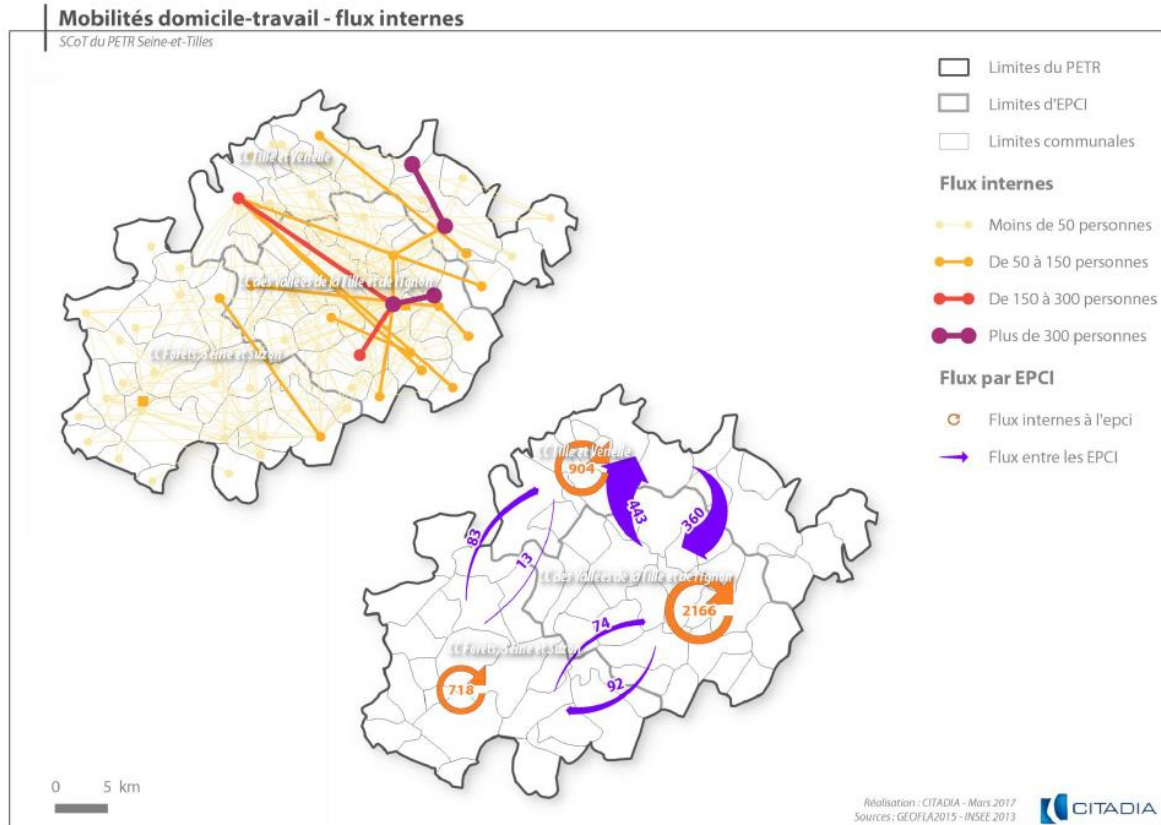 Mobilités domicile-travail - flux internes
SCoT du PETR Seine-et-Tilles
Limites du PETR
Limites d'EPCI
Limites communales
Flux internes
Moins de 50 personnes
De 50 à 150 personnes
De 150 à 300 personnes
Plus de 300 personnes
Flux par EPCI
Flux internes à l'epci
Flux entre les EPCI
CC Tille et Venelle
CC des Vallées de la Tille et de l'Ignon
CC Forêts, Seine et Suzon
CC Tille et Venelle
904
443
360
83
13
CC des Vallées de la Tille et de l'Ignon
2166
74
CC Forêts, Seine et Suzon
92
718
0 5 km
Réalisation : CITADIA - Mars 2017
Sources : GEOFLA2015 - INSEE 2013
CITADIA